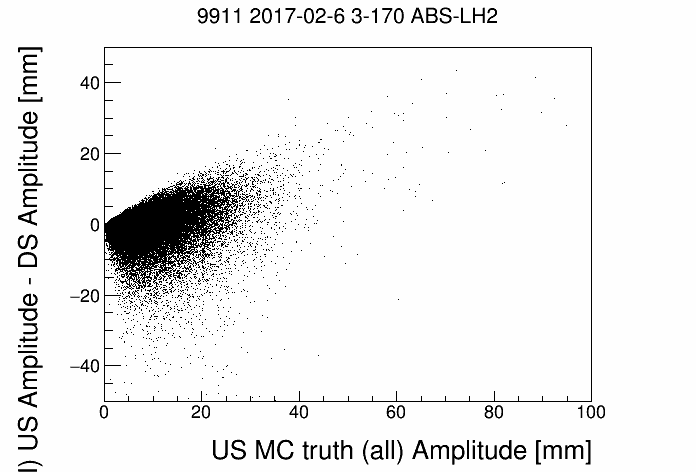 9911 2017-02-6 3-170 ABS-LH2
l) US Amplitude - DS Amplitude [mm]
40
20
0
−20
−40
0 20 40 60 80 100
US MC truth (all) Amplitude [mm]